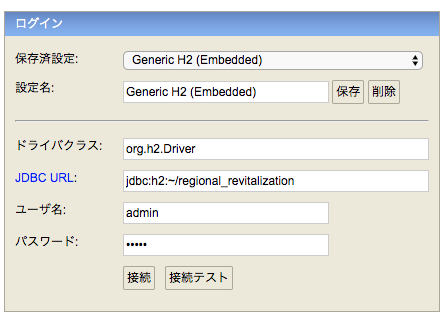 ログイン
保存済設定: Generic H2 (Embedded)
設定名: Generic H2 (Embedded) 保存 削除
ドライバクラス: org.h2.Driver
JDBC URL: jdbc:h2:~/regional_revitalization
ユーザ名: admin
パスワード: •••••
接続 接続テスト